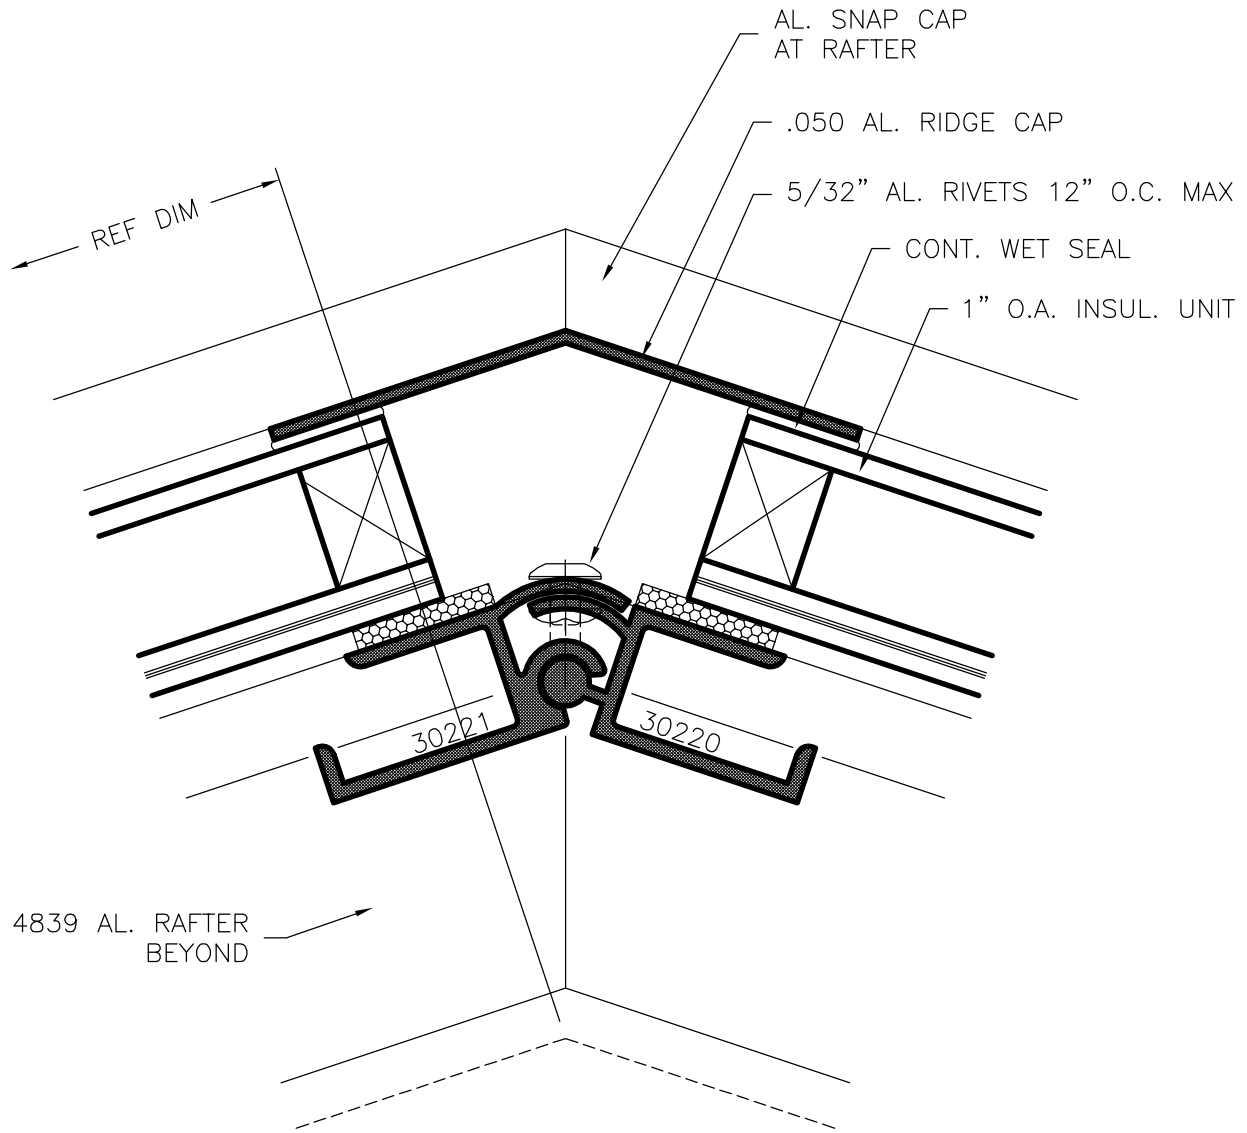 AL. SNAP CAP
AT RAFTER
.050 AL. RIDGE CAP
5/32” AL. RIVETS 12” O.C. MAX
CONT. WET SEAL
1” O.A. INSUL. UNIT
REF DIM
30221
30220
4839 AL. RAFTER
BEYOND